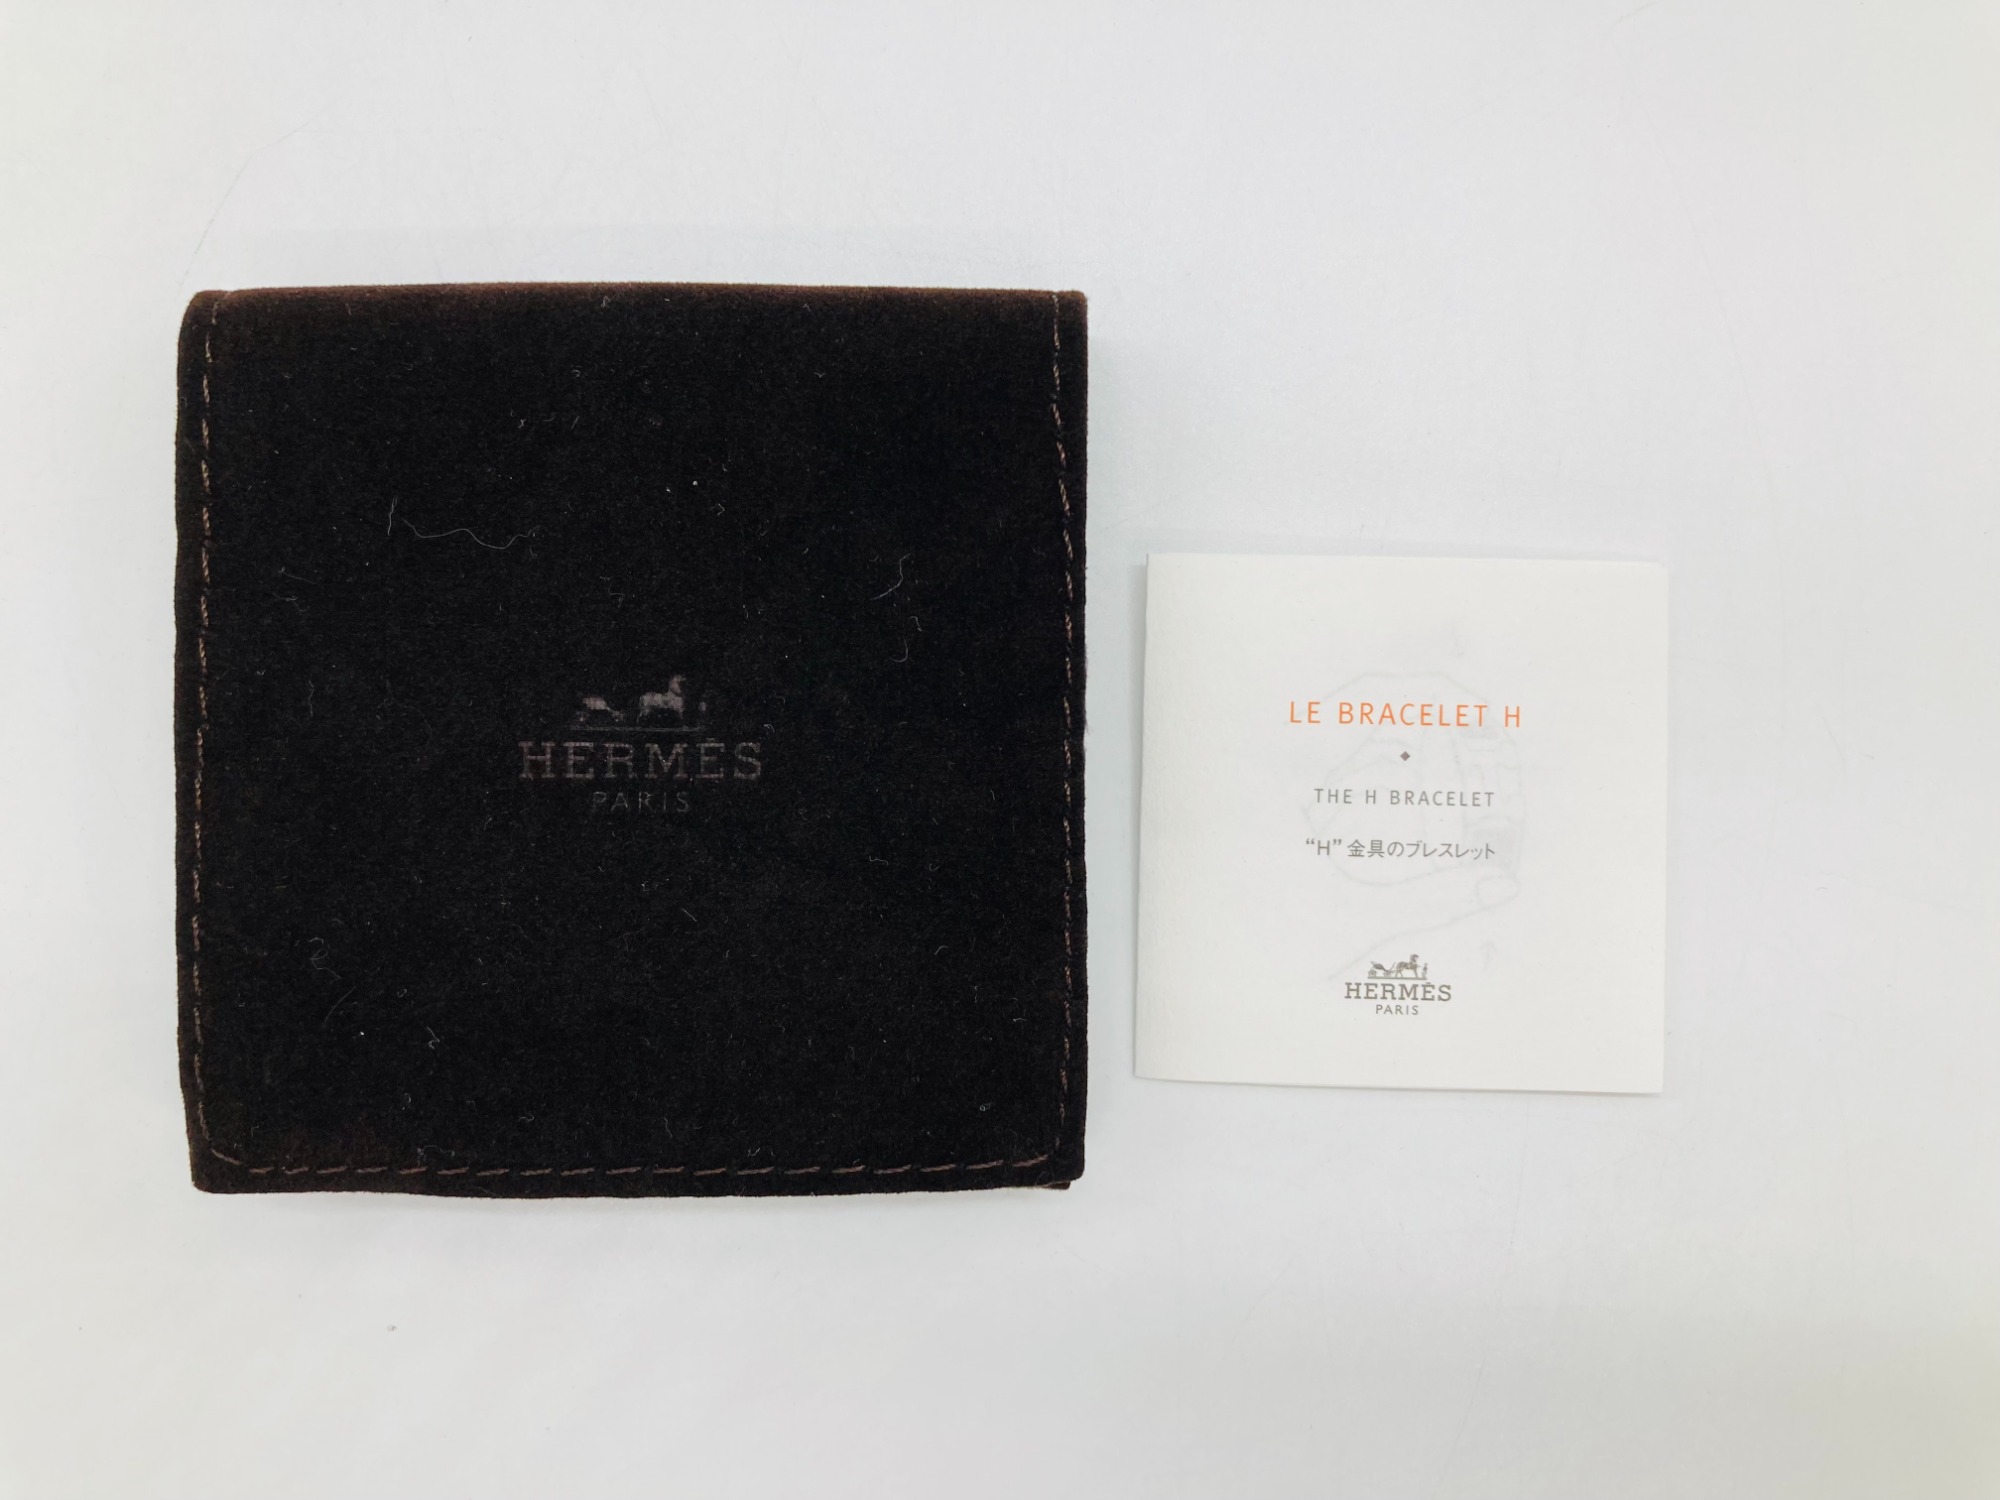 HERMÈS
PARIS
LE BRACELET H
THE H BRACELET
“H” 金具のブレスレット
HERMÈS
PARIS